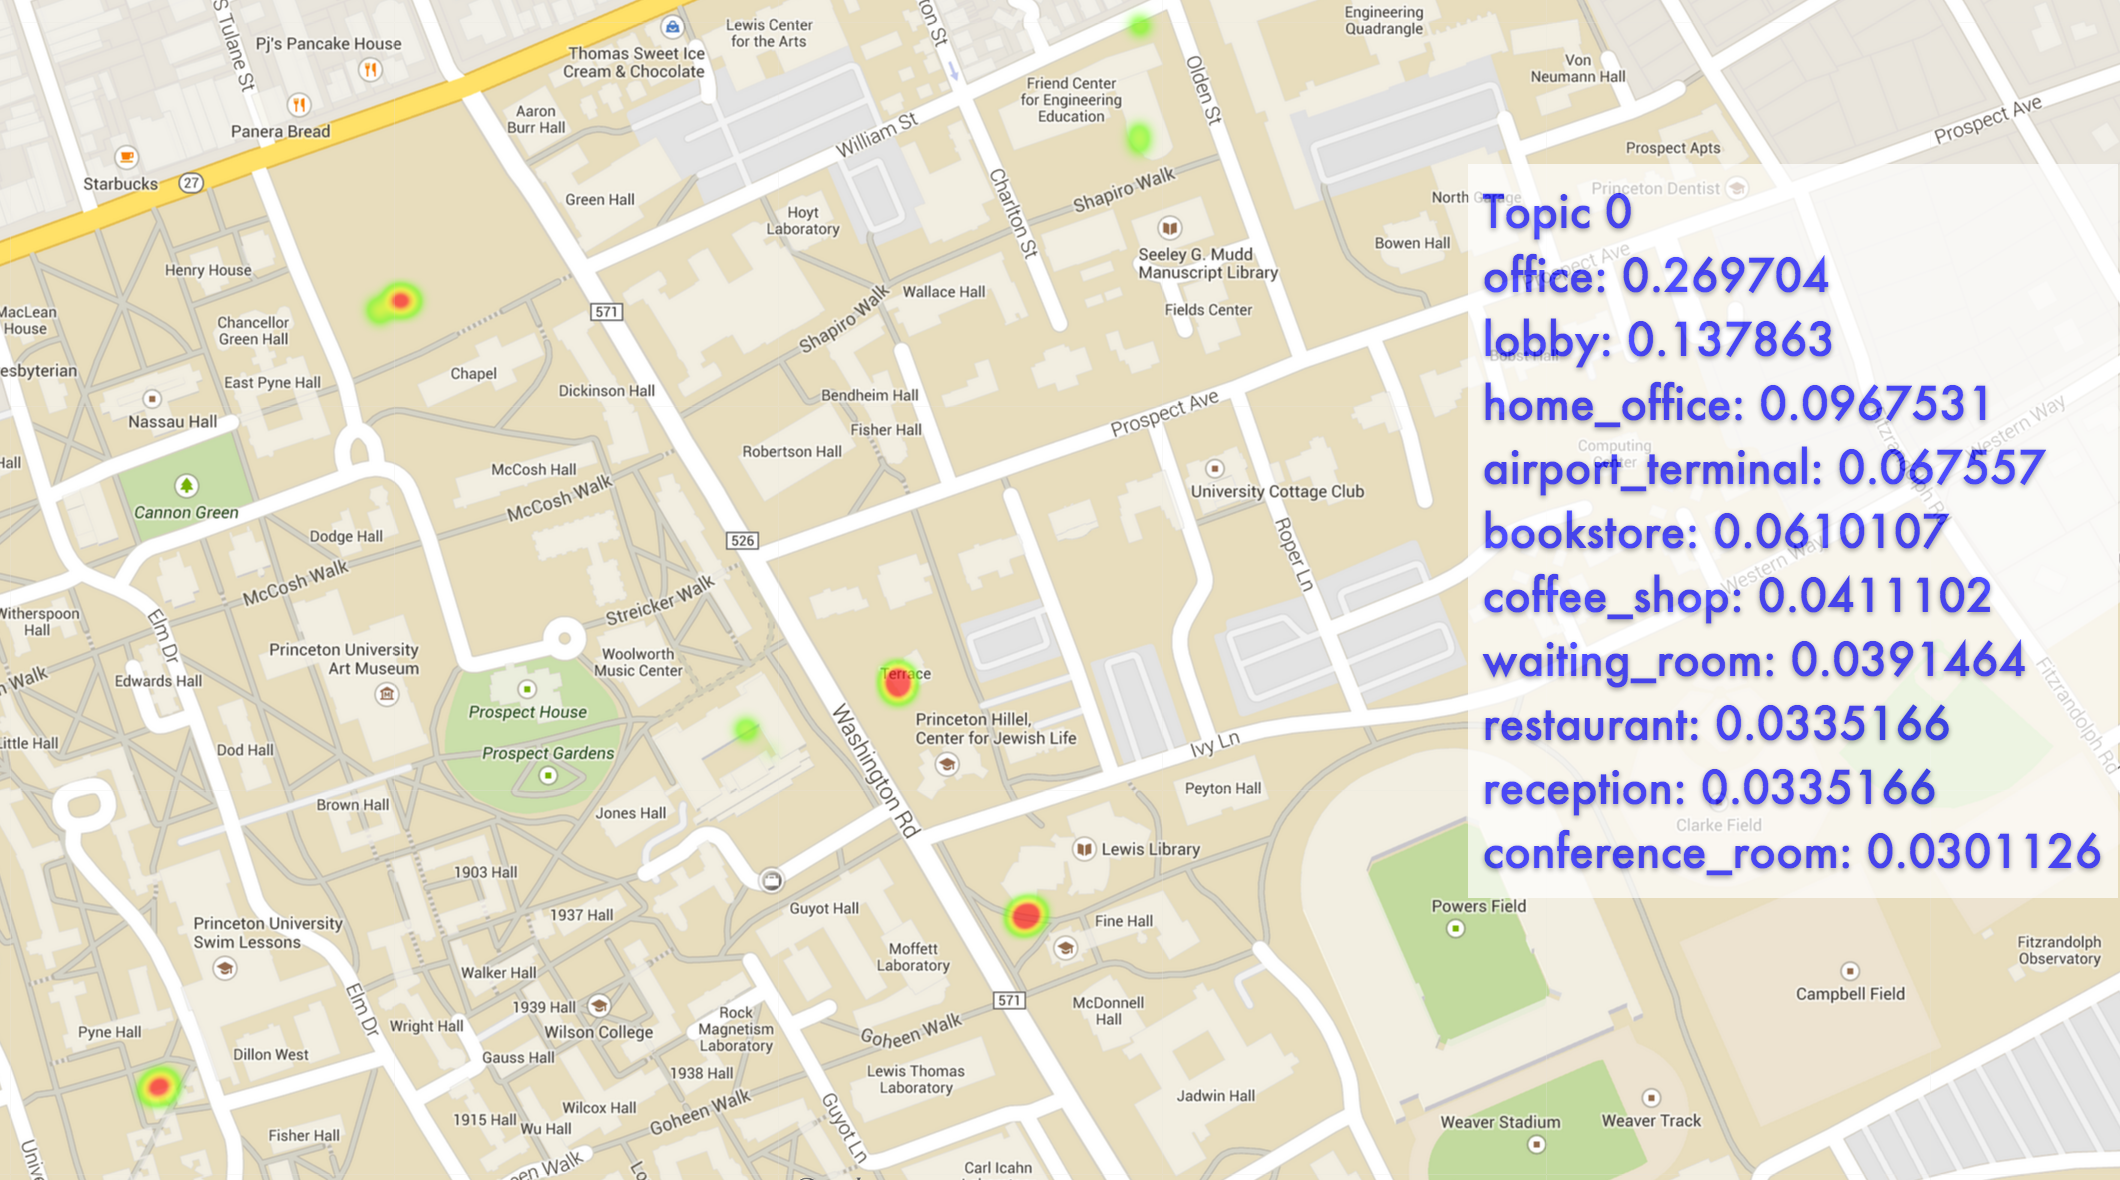 S Tulane St
Pj's Pancake House
Thomas Sweet Ice
Cream & Chocolate
Lewis Center
for the Arts
Engineering
Quadrangle
Von
Neumann Hall
Panera Bread
Starbucks
27
Aaron
Burr Hall
William St
Friend Center
for Engineering
Education
Olden St
Prospect Ave
Prospect Apts
Princeton Dentist
North Garage
Green Hall
Hoyt
Laboratory
Charlton St
Shapiro Walk
Seeley G. Mudd
Manuscript Library
Bowen Hall
Prospect Ave
Henry House
MacLean
House
Chancellor
Green Hall
571
Shapiro Walk
Wallace Hall
Fields Center
Bobst Hall
East Pyne Hall
Chapel
Dickinson Hall
Bendheim Hall
Fisher Hall
Prospect Ave
Nassau Hall
Robertson Hall
McCosh Hall
McCosh Walk
University Cottage Club
Computing
Center
Western Way
Cannon Green
Dodge Hall
526
Roper Ln
Western Way
Fitzrandolph Rd
McCosh Walk
Streicker Walk
Witherspoon
Hall
Elm Dr
Princeton University
Art Museum
Woolworth
Music Center
Terrace
Edwards Hall
Prospect House
Prospect Gardens
Washington Rd
Princeton Hillel,
Center for Jewish Life
Ivy Ln
Fitzrandolph Rd
Little Hall
Dod Hall
Brown Hall
Jones Hall
Peyton Hall
Clarke Field
Lewis Library
1903 Hall
1937 Hall
Guyot Hall
Fine Hall
Powers Field
Princeton University
Swim Lessons
Moffett
Laboratory
Fitzrandolph
Observatory
Walker Hall
1939 Hall
Wilson College
571
McDonnell
Hall
Campbell Field
Pyne Hall
Elm Dr
Wright Hall
Rock
Magnetism
Laboratory
Goheen Walk
Dillon West
Gauss Hall
1938 Hall
Lewis Thomas
Laboratory
Jadwin Hall
Weaver Stadium
Weaver Track
1915 Hall
Wu Hall
Wilcox Hall
Goheen Walk
Guyot Ln
Fisher Hall
Carl Icahn
Topic 0
office: 0.269704
lobby: 0.137863
home_office: 0.0967531
airport_terminal: 0.067557
bookstore: 0.0610107
coffee_shop: 0.0411102
waiting_room: 0.0391464
restaurant: 0.0335166
reception: 0.0335166
conference_room: 0.0301126